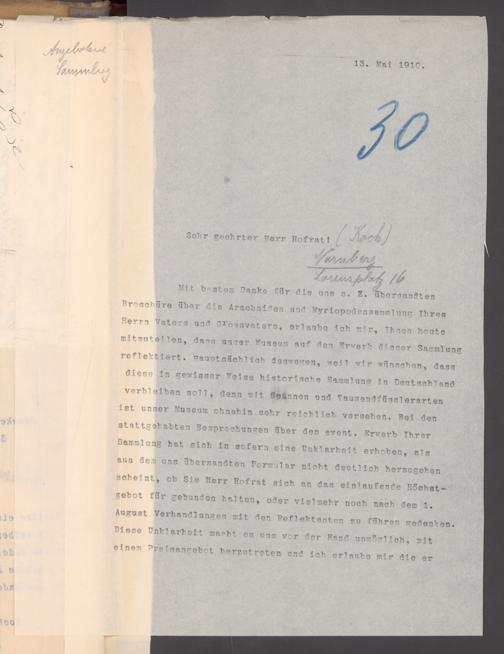 Angebotene
Sammlung
13. Mai 1910.
30
Sehr geehrter Herr Hofrat! (Koch)
Nürnberg
Lorenzplatz 16
Mit bestem Danke für die uns s. Z. übersandten
Broschüre über die Arachniden und Myriopodensammlung Ihres
Herrn Vaters und Grossvaters, erlaube ich mir, Ihnen heute
mitzuteilen, dass unser Museum auf den Erwerb dieser Sammlung
reflektiert. Hauptsächlich deswegen, weil wir wünschen, dass
diese in gewisser Weise historische Sammlung in Deutschland
verbleiben soll, denn mit Spinnen und Tausendfüsslerarten
ist unser Museum ohnehin sehr reichlich versehen. Bei den
stattgehabten Besprechungen über den event. Erwerb Ihrer
Sammlung hat sich in sofern eine Unklarheit erhoben, als
aus dem uns übersandten Formular nicht deutlich herzugehen
scheint, ob Sie Herr Hofrat sich an das einlaufende Höchst-
gebot für gebunden halten, oder vielmehr noch nach dem 1.
August Verhandlungen mit den Reflektanten zu führen gedenken.
Diese Unklarheit macht es uns vor der Hand unmöglich, mit
einem Preisangebot herzutreten und ich erlaube mir die er